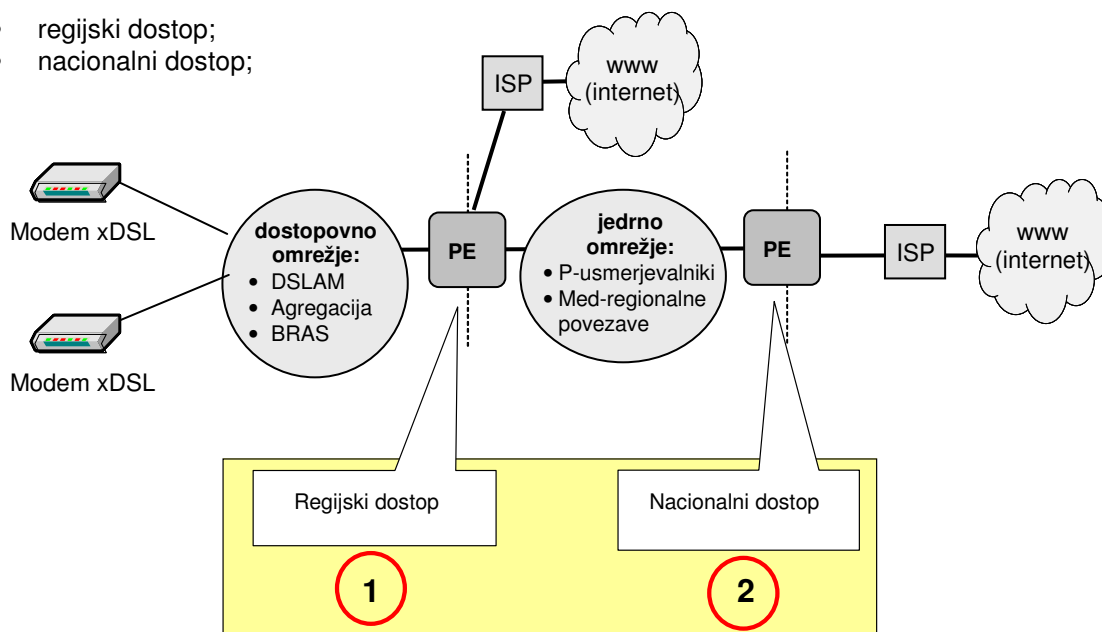 • regijski dostop;
• nacionalni dostop;
ISP
www
(internet)
Modem xDSL
dostopovno
omrežje:
• DSLAM
• Agregacija
• BRAS
PE
jedrno
omrežje:
• P-usmerjevalniki
• Med-regionalne
povezave
PE
ISP
www
(internet)
Modem xDSL
Regijski dostop
Nacionalni dostop
1
2